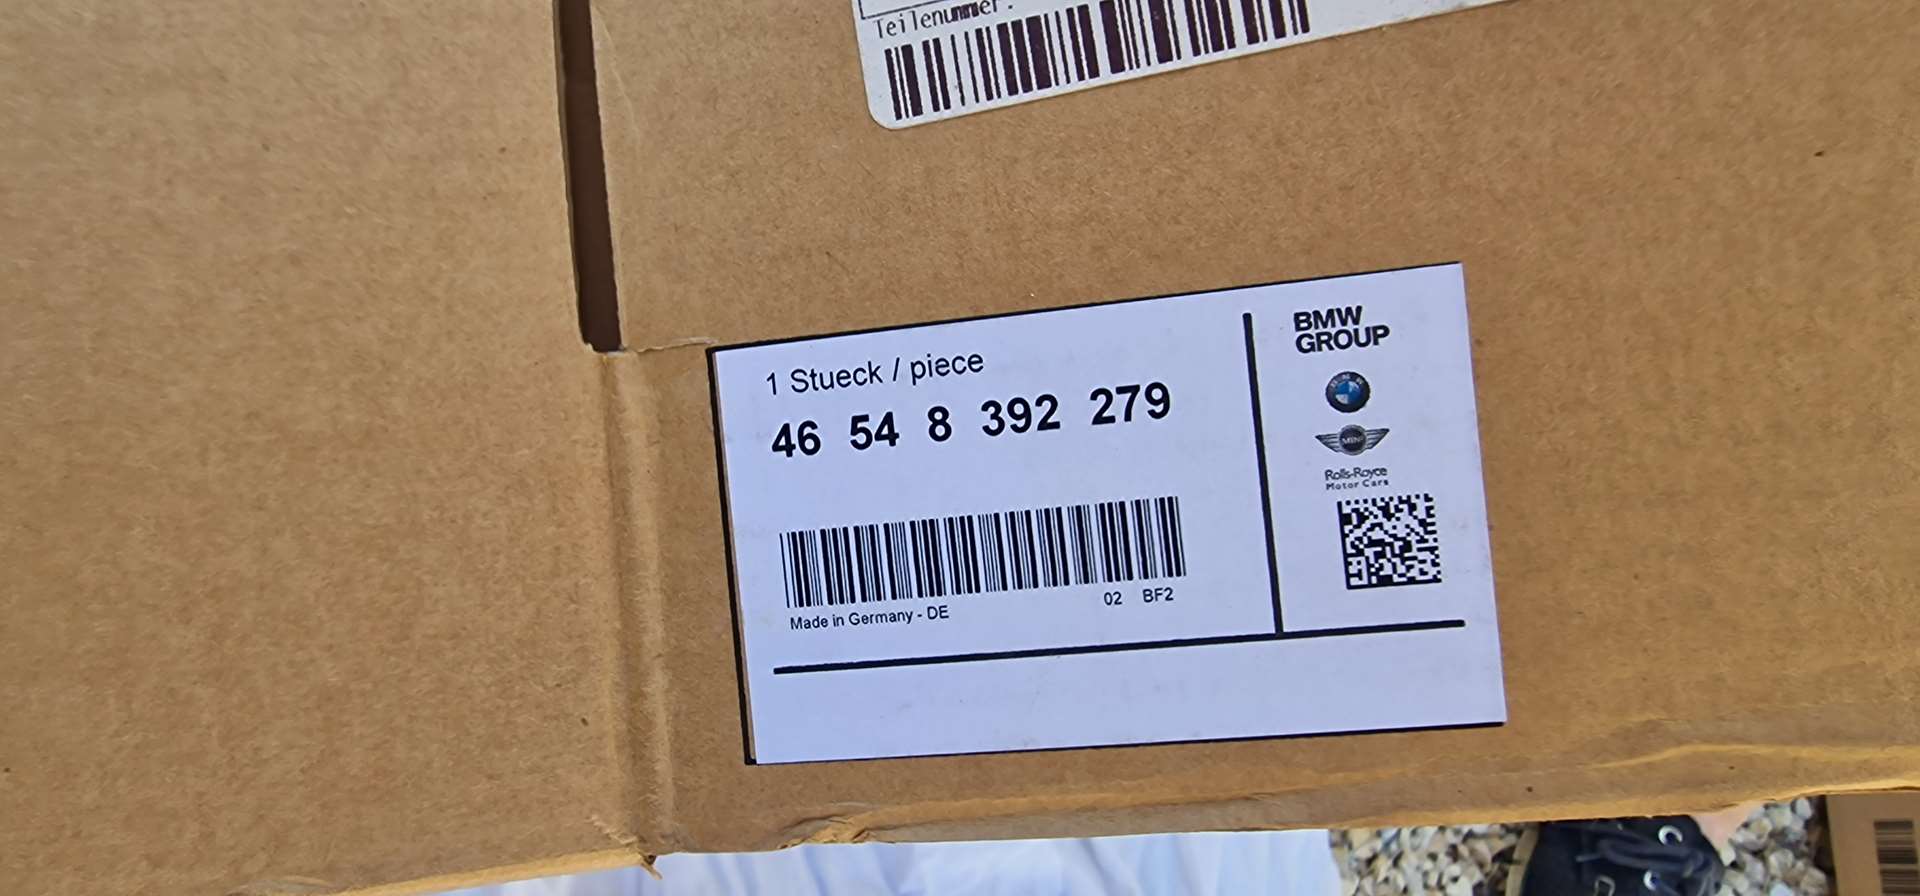 Teilenummer:
1 Stueck / piece
46 54 8 392 279
Made in Germany - DE
02 BF2
BMW
GROUP
MINI
Rolls-Royce
Motor Cars